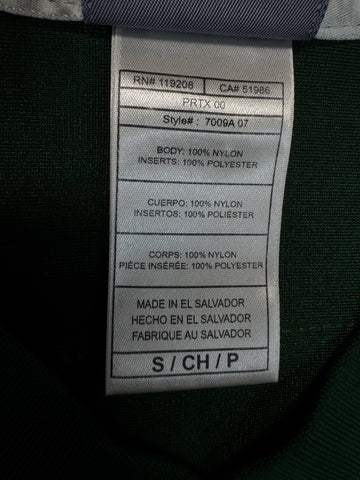 RN# 119208 CA# 51986
PRTX 00
Style# : 7009A 07
BODY: 100% NYLON
INSERTS: 100% POLYESTER
CUERPO: 100% NYLON
INSERTOS: 100% POLIÉSTER
CORPS: 100% NYLON
PIÈCE INSÉRÉE: 100% POLYESTER
MADE IN EL SALVADOR
HECHO EN EL SALVADOR
FABRIQUE AU SALVADOR
S / CH / P